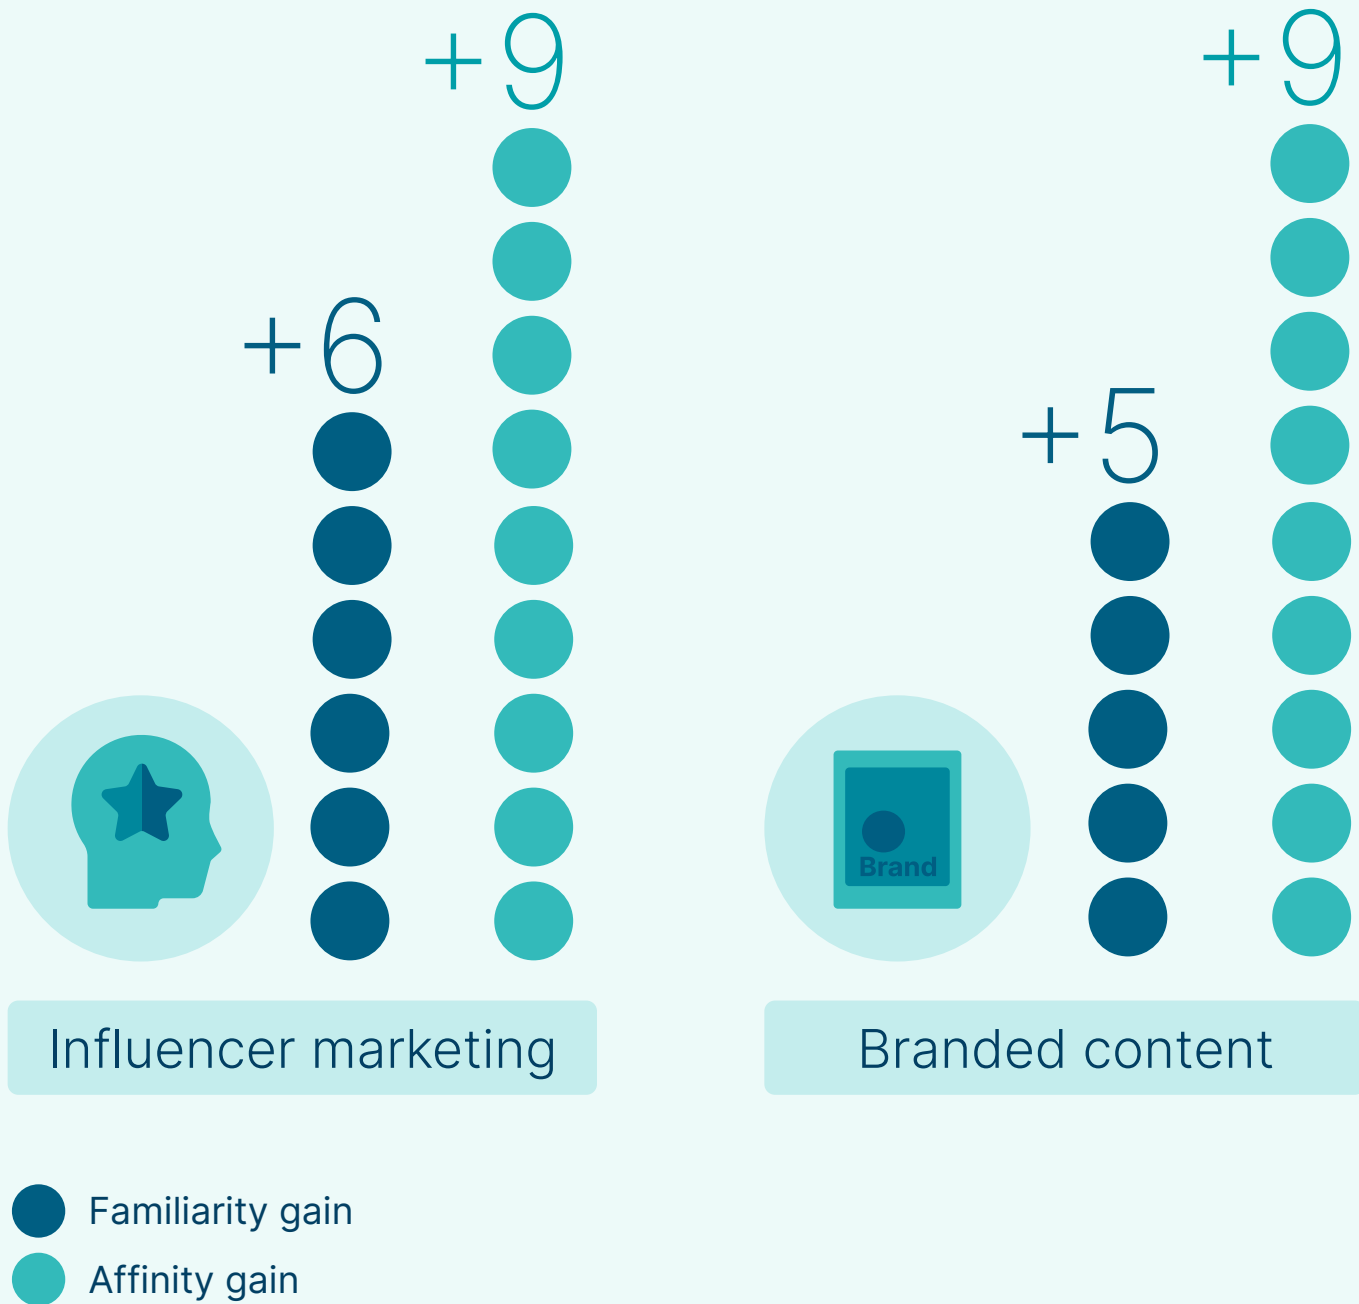 +9
+9
+6
+5
Brand
Influencer marketing
Branded content
Familiarity gain
Affinity gain